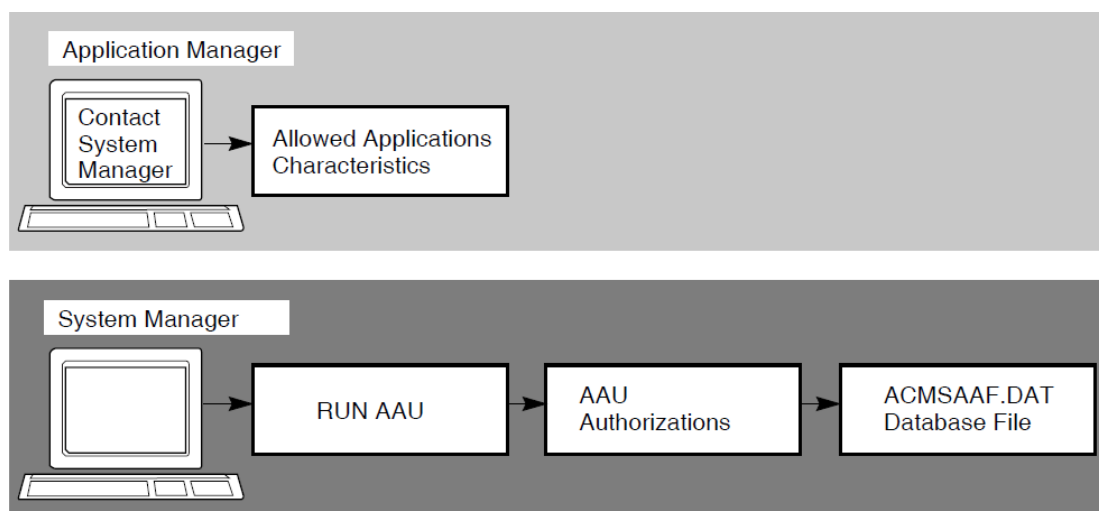 Application Manager
Contact
System
Manager
Allowed Applications
Characteristics
System Manager
RUN AAU
AAU
Authorizations
ACMSAAF.DAT
Database File